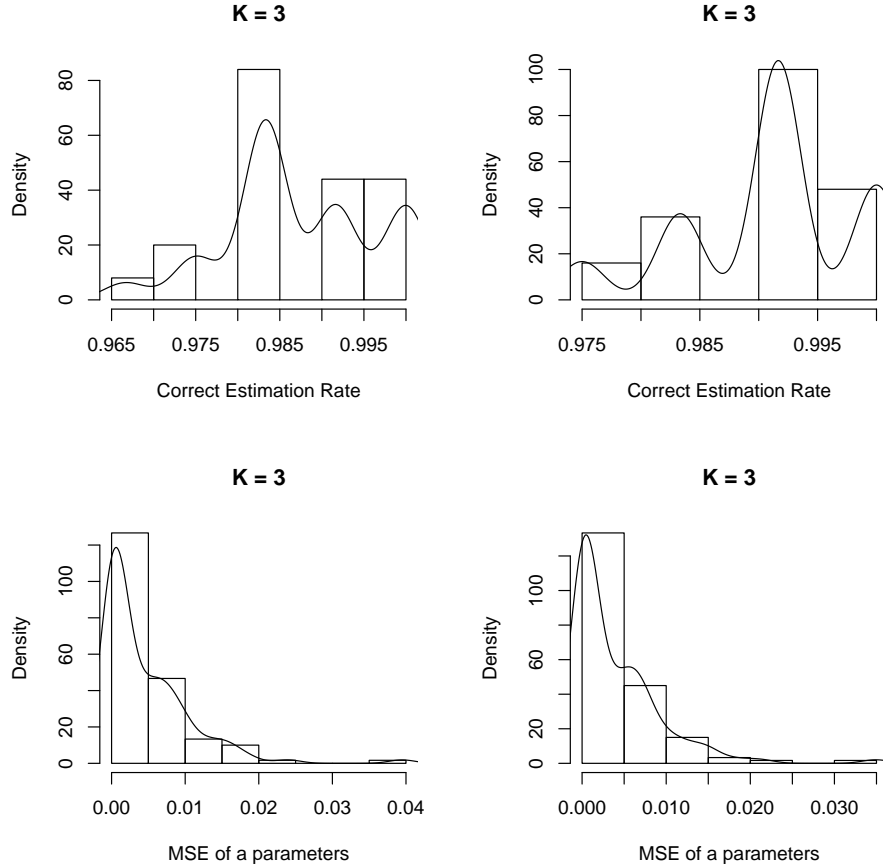 K = 3
Density
0 20 40 60 80
0.965 0.975 0.985 0.995
Correct Estimation Rate
K = 3
Density
0 20 40 60 80 100
0.975 0.985 0.995
Correct Estimation Rate
K = 3
Density
0 20 60 100
0.00 0.01 0.02 0.03 0.04
MSE of a parameters
K = 3
Density
0 20 60 100
0.000 0.010 0.020 0.030
MSE of a parameters